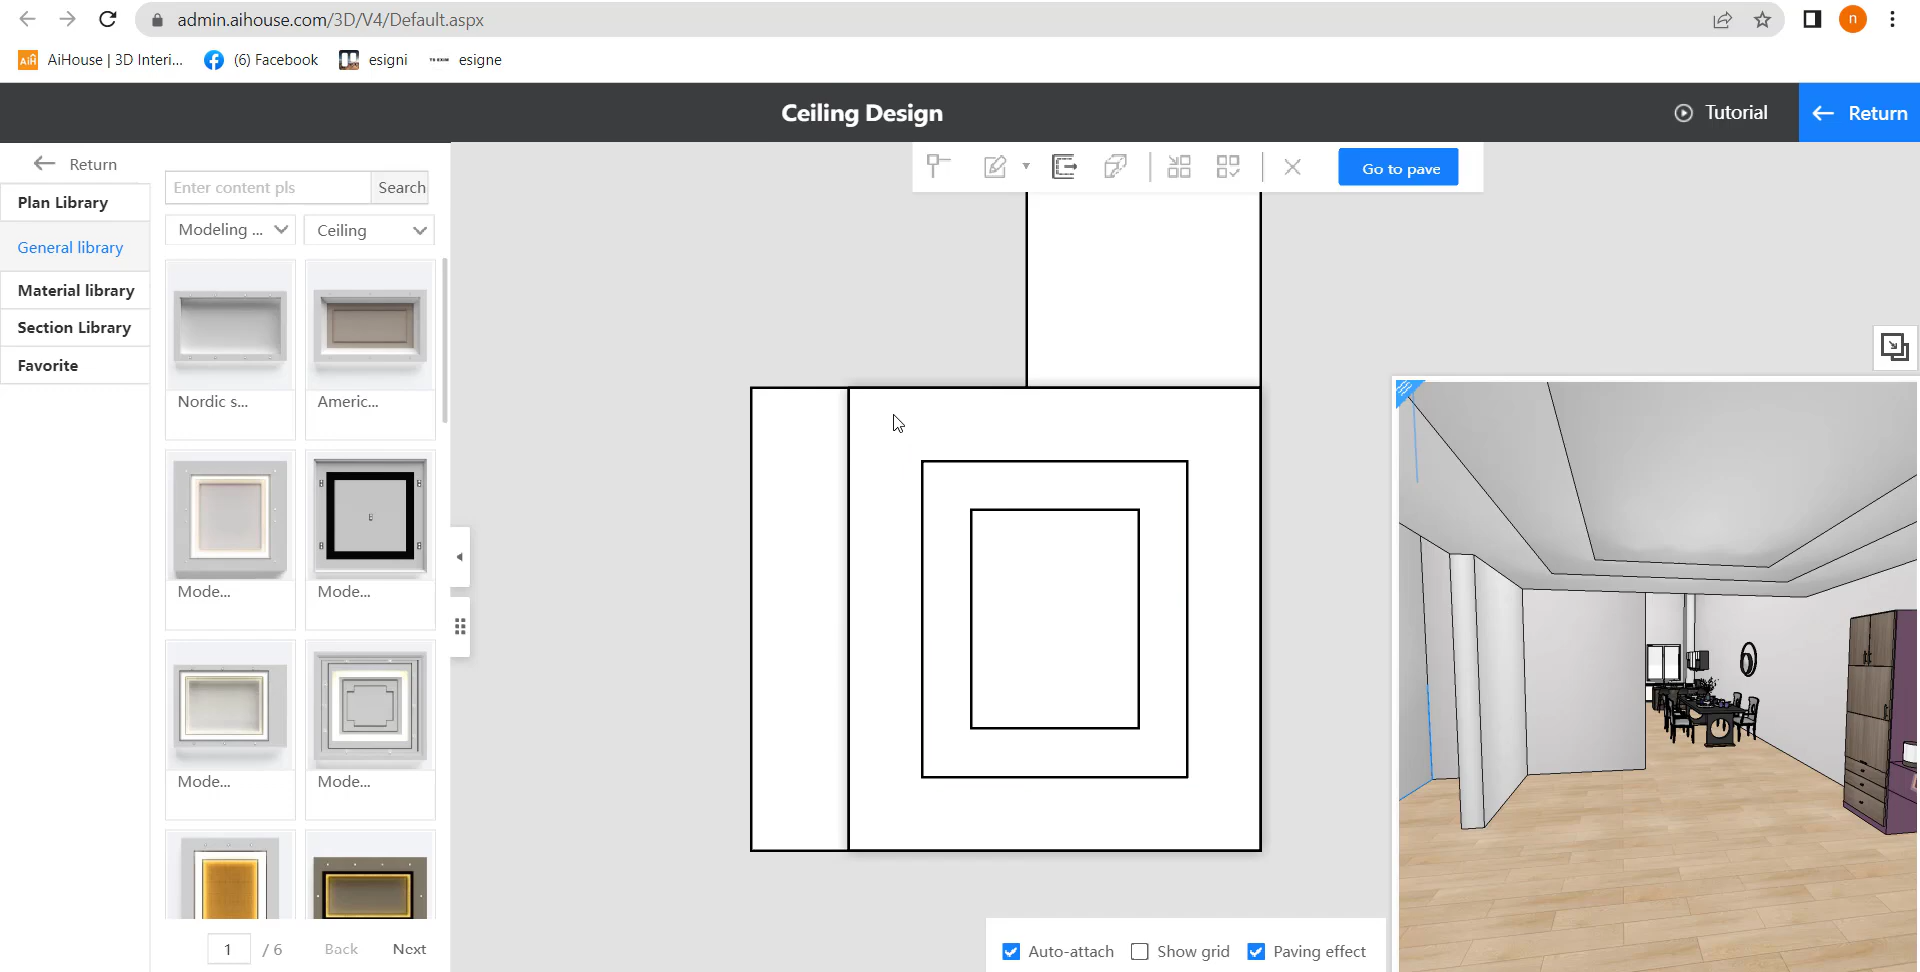 admin.aihouse.com/3D/V4/Default.aspx
n
AiHouse | 3D Interi...
(6) Facebook
esigni
esigne
Ceiling Design
Tutorial
Return
Return
Enter content pls
Search
Go to pave
Plan Library
Modeling ...
Ceiling
General library
Material library
Section Library
Favorite
Nordic s...
Americ...
Mode...
Mode...
Mode...
Mode...
1 / 6
Back
Next
Auto-attach
Show grid
Paving effect